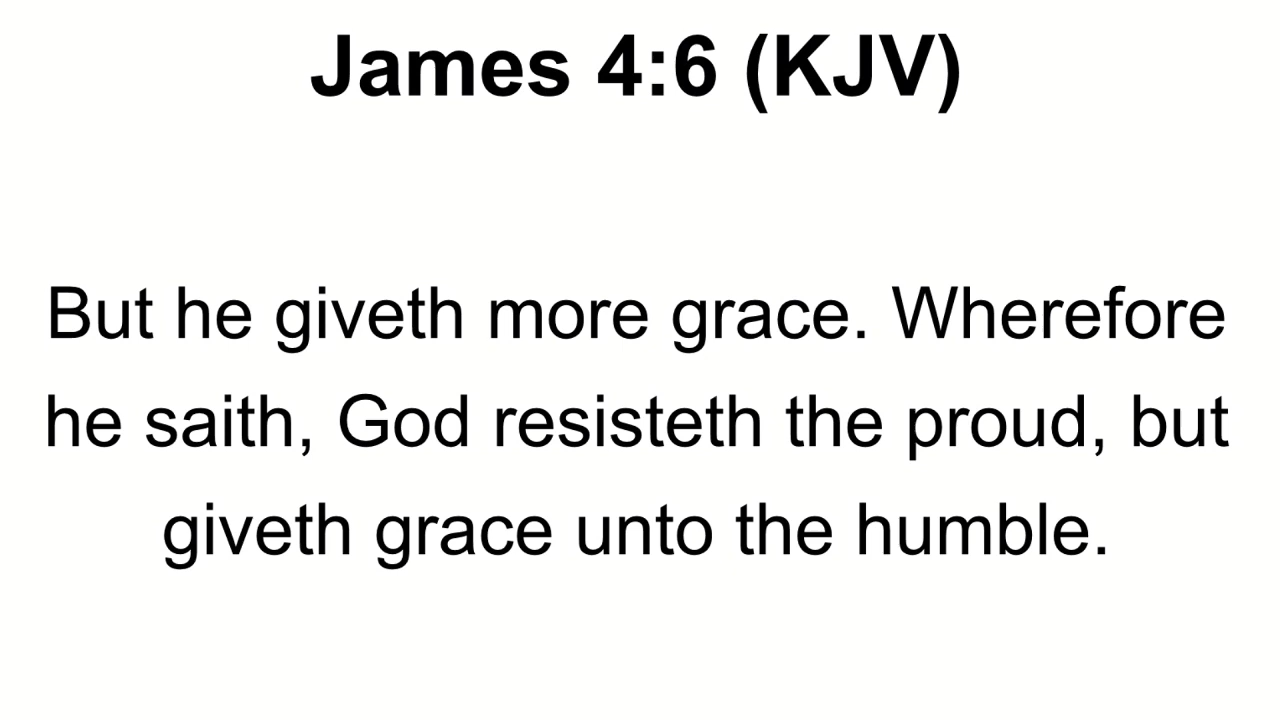 James 4:6 (KJV)
But he giveth more grace. Wherefore
he saith, God resisteth the proud, but
giveth grace unto the humble.